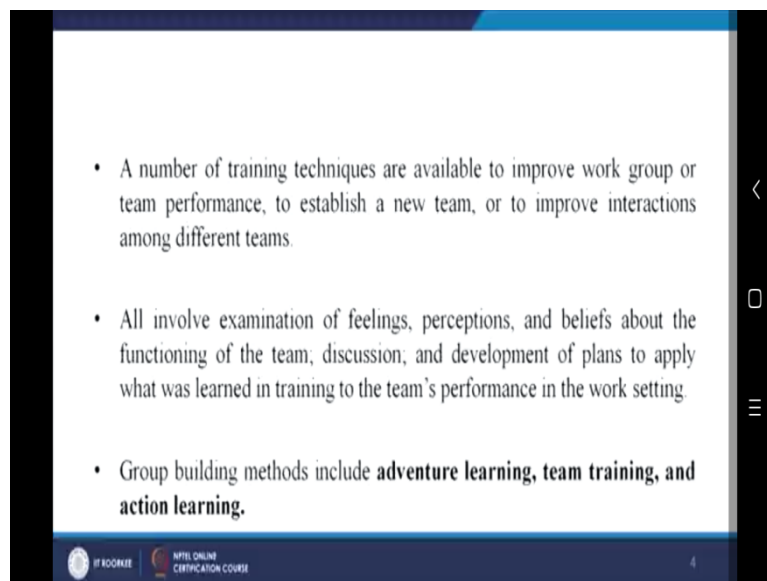 • A number of training techniques are available to improve work group or
team performance, to establish a new team, or to improve interactions
among different teams.
• All involve examination of feelings, perceptions, and beliefs about the
functioning of the team; discussion; and development of plans to apply
what was learned in training to the team's performance in the work setting.
• Group building methods include adventure learning, team training, and
action learning.
IIT ROORKEE
NPTEL ONLINE
CERTIFICATION COURSE
4